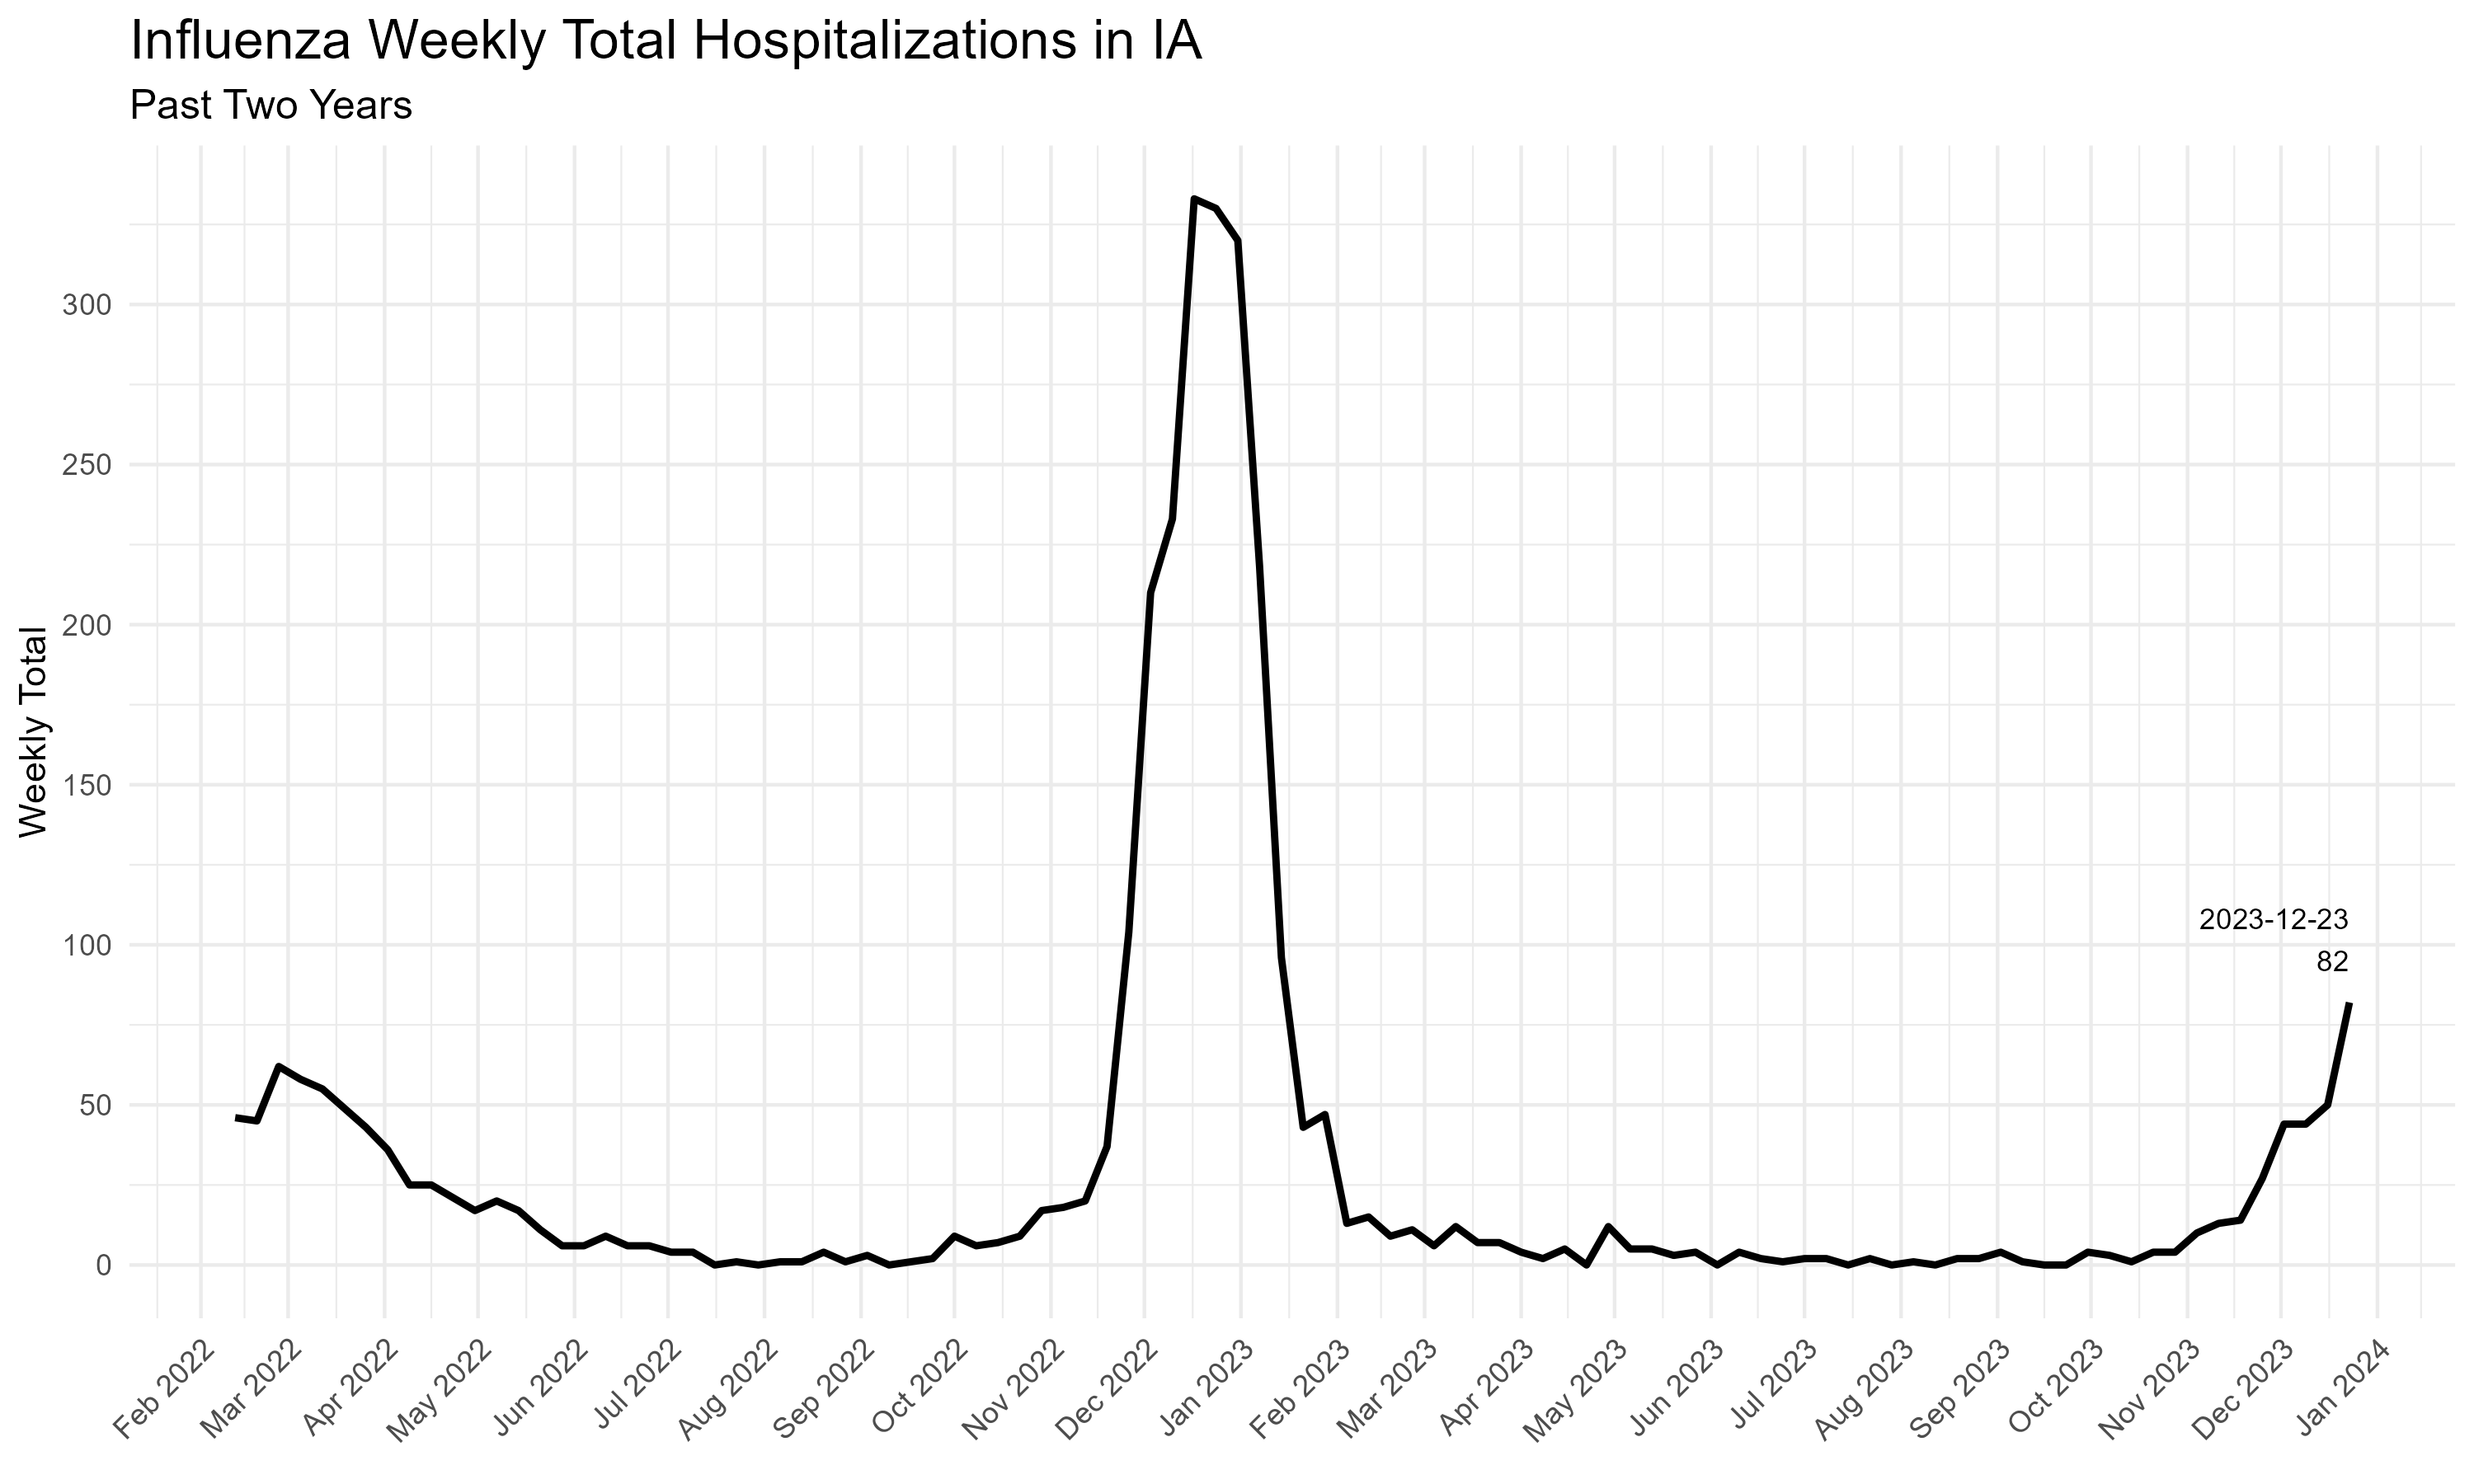 Influenza Weekly Total Hospitalizations in IA
Past Two Years
Weekly Total
300
250
200
150
100
50
0
2023-12-23
82
Feb 2022
Mar 2022
Apr 2022
May 2022
Jun 2022
Jul 2022
Aug 2022
Sep 2022
Oct 2022
Nov 2022
Dec 2022
Jan 2023
Feb 2023
Mar 2023
Apr 2023
May 2023
Jun 2023
Jul 2023
Aug 2023
Sep 2023
Oct 2023
Nov 2023
Dec 2023
Jan 2024